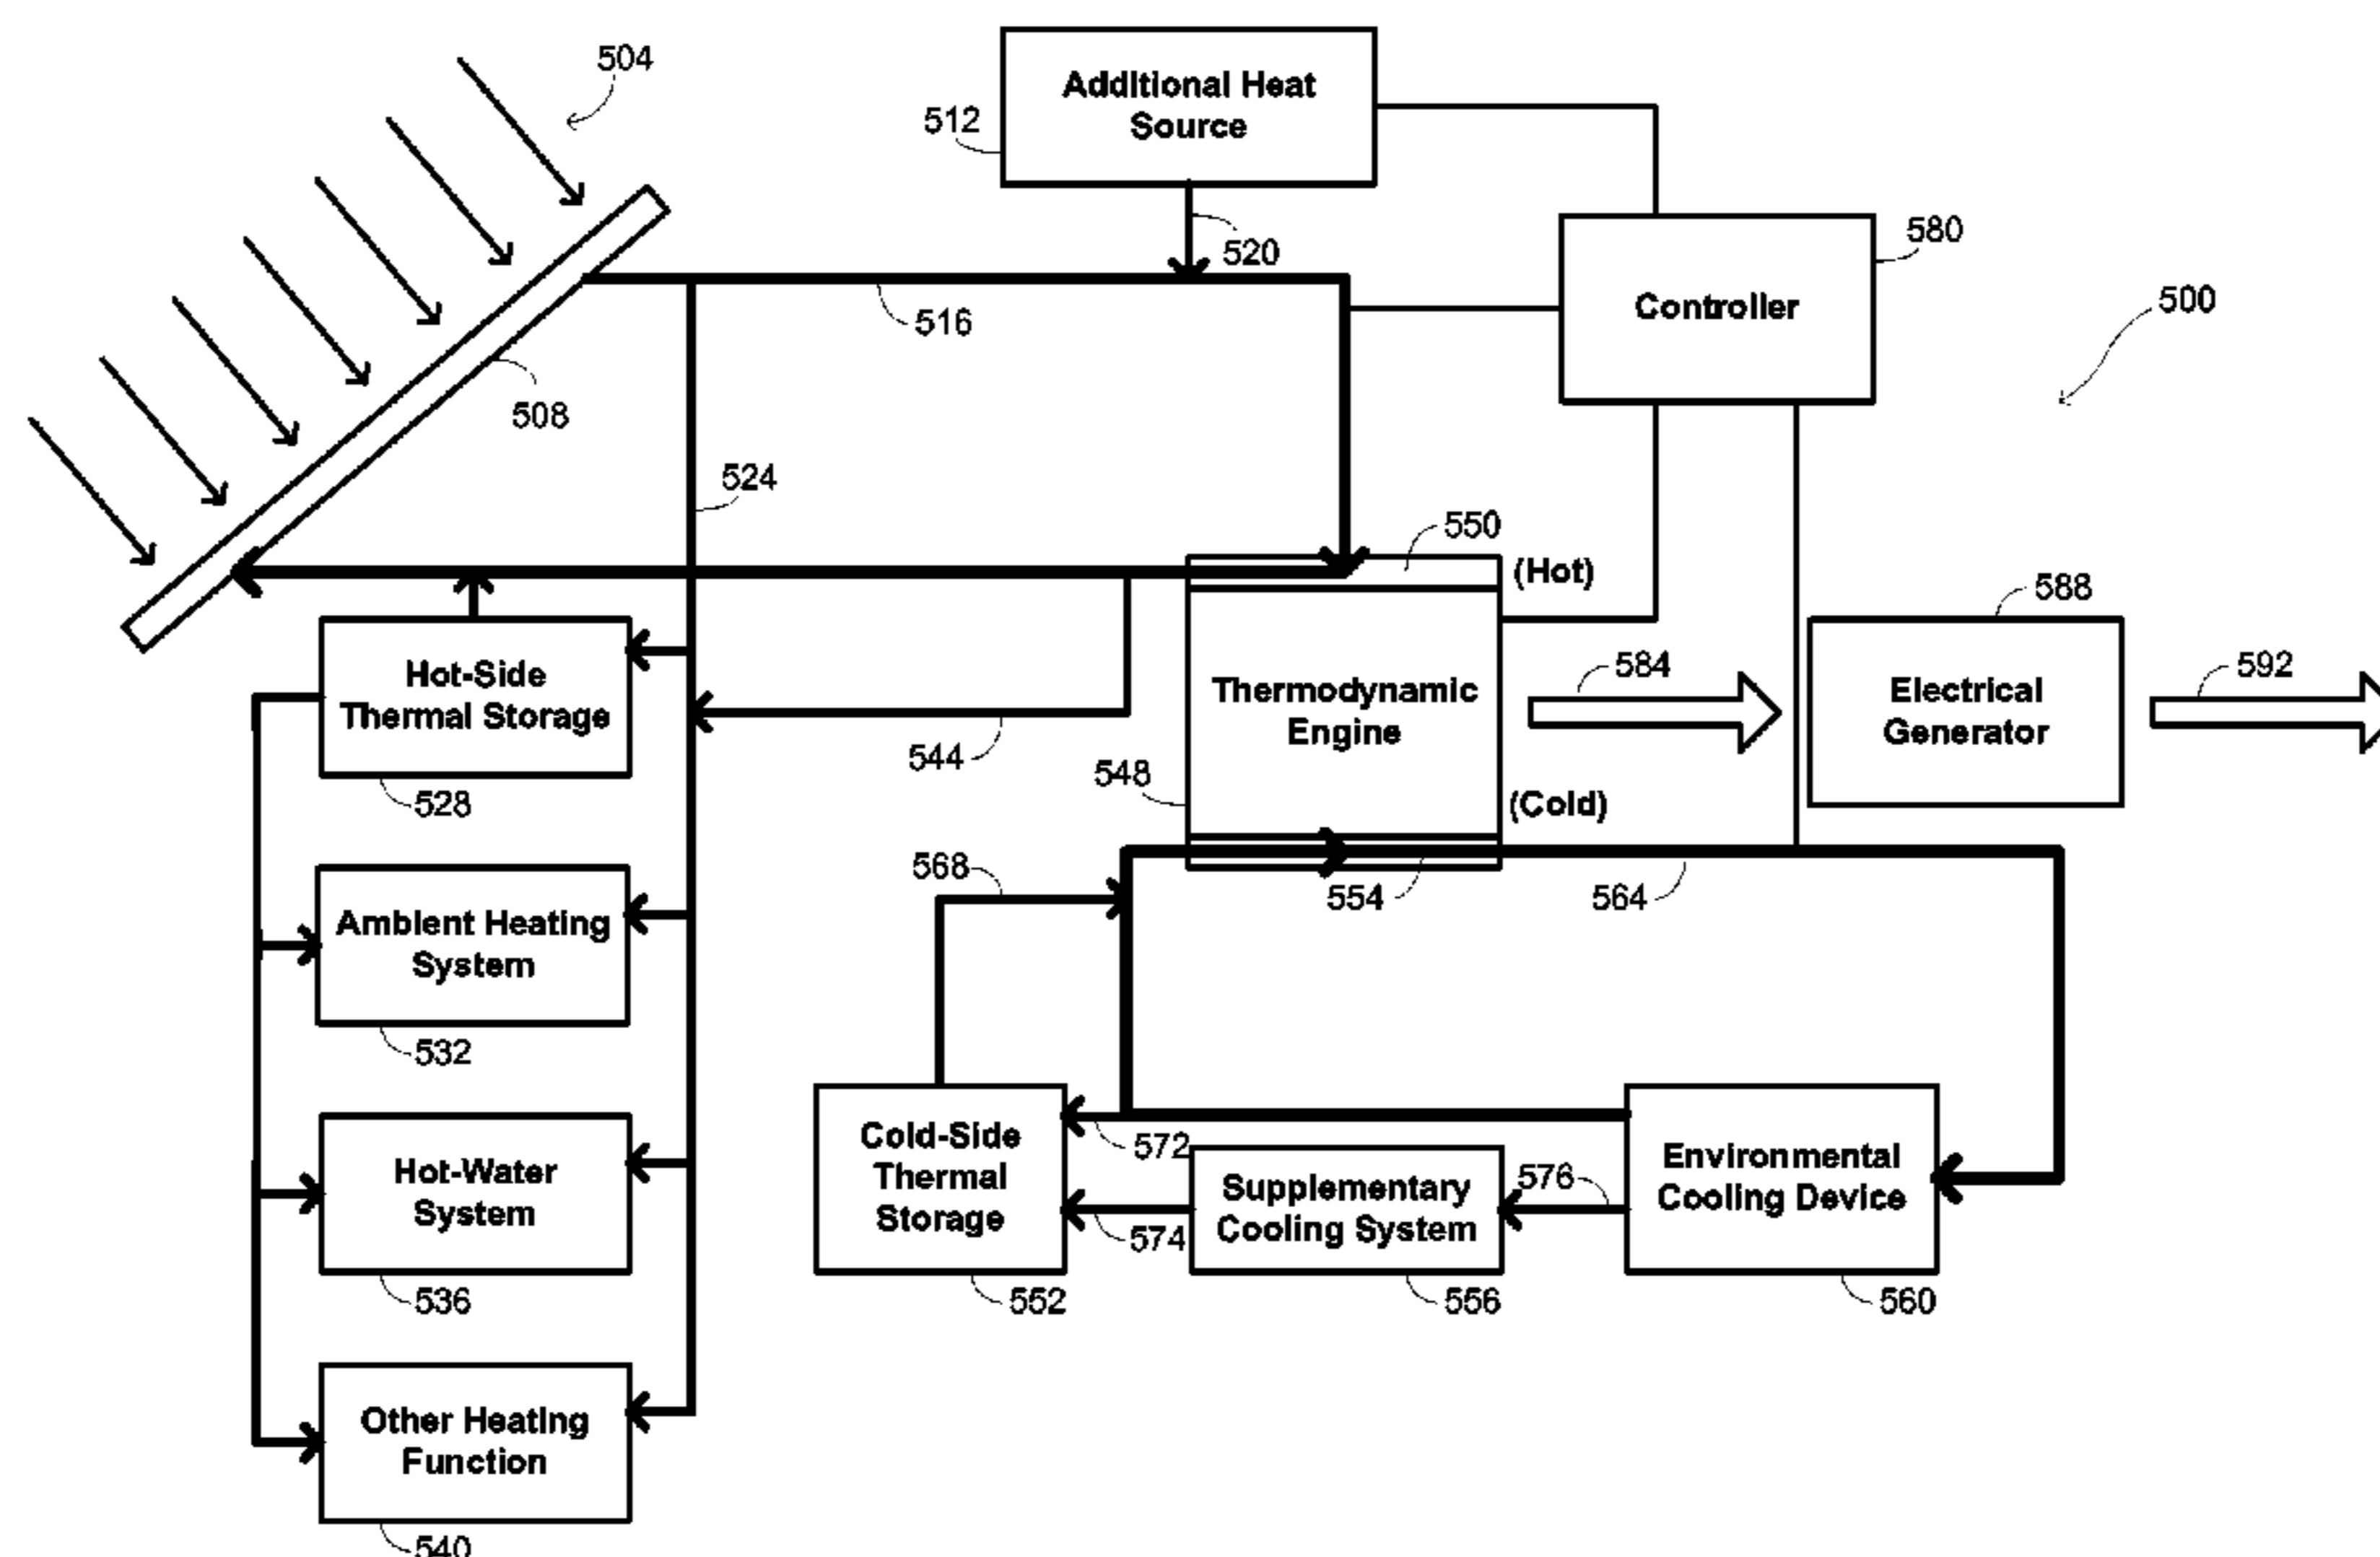 504
Additional Heat
Source
512
520
580
Controller
500
516
508
524
550
(Hot)
588
Hot-Side
Thermal Storage
528
544
Thermodynamic
Engine
548
(Cold)
584
Electrical
Generator
592
568
554
564
Ambient Heating
System
532
Cold-Side
Thermal
Storage
552
572
574
Supplementary
Cooling System
556
576
Environmental
Cooling Device
560
Hot-Water
System
536
Other Heating
Function
540